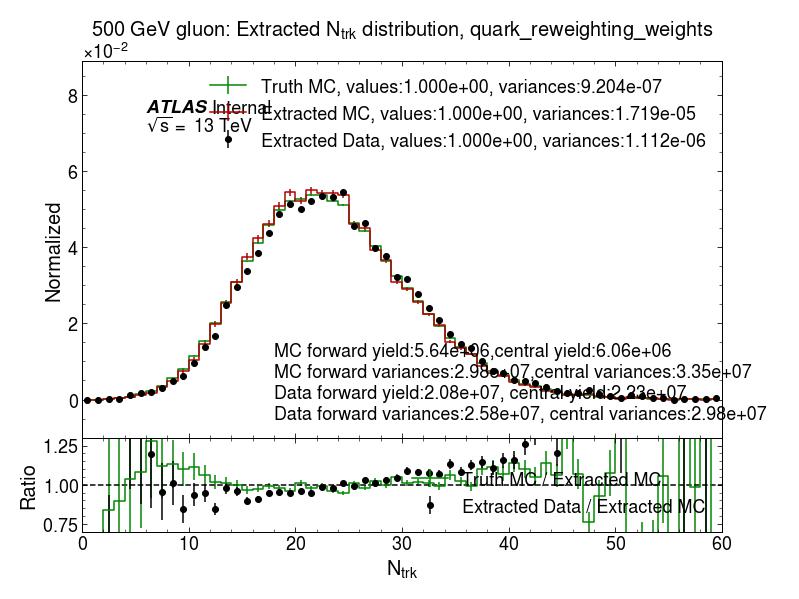 500 GeV gluon: Extracted Ntrk distribution, quark_reweighting_weights
×10−2
Truth MC, values:1.000e+00, variances:9.204e-07
ATLAS Internal
Extracted MC, values:1.000e+00, variances:1.719e-05
√s = 13 TeV
Extracted Data, values:1.000e+00, variances:1.112e-06
8
6
4
2
0
Normalized
MC forward yield:5.64e+06,central yield:6.06e+06
MC forward variances:2.98e+07,central variances:3.35e+07
Data forward yield:2.08e+07, central yield:2.23e+07
Data forward variances:2.58e+07, central variances:2.98e+07
1.25
1.00
0.75
Ratio
Truth MC / Extracted MC
Extracted Data / Extracted MC
0 10 20 30 40 50 60
Ntrk